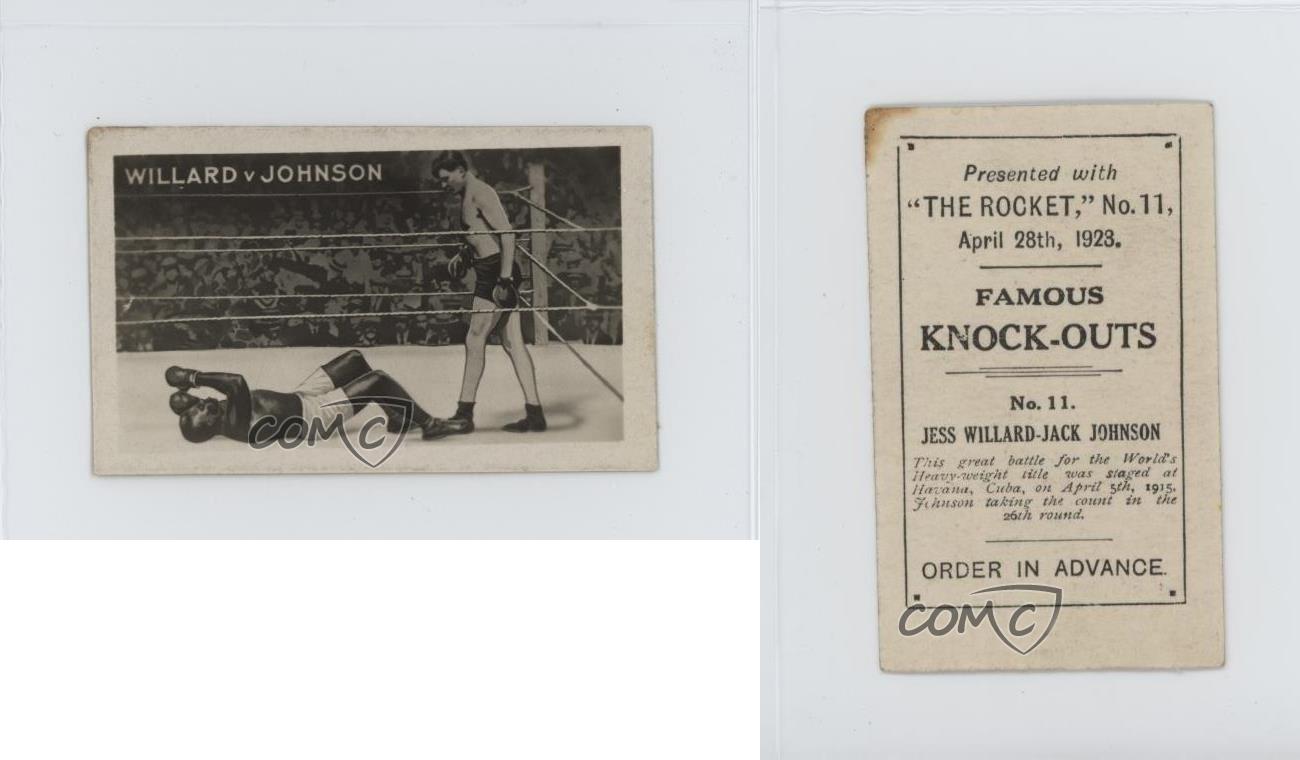 WILLARD v JOHNSON
COMC
Presented with
"THE ROCKET," No. 11,
April 28th, 1923.
FAMOUS
KNOCK-OUTS
No. 11.
JESS WILLARD-JACK JOHNSON
This great battle for the World's
Heavy-weight title was staged at
Havana, Cuba, on April 5th, 1915,
Johnson taking the count in the
26th round.
ORDER IN ADVANCE.
COMC